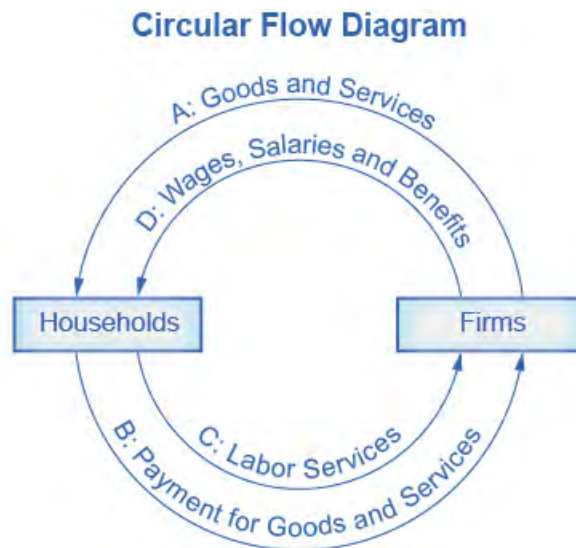 Circular Flow Diagram
A: Goods and Services
D: Wages, Salaries and Benefits
Households
Firms
C: Labor Services
B: Payment for Goods and Services